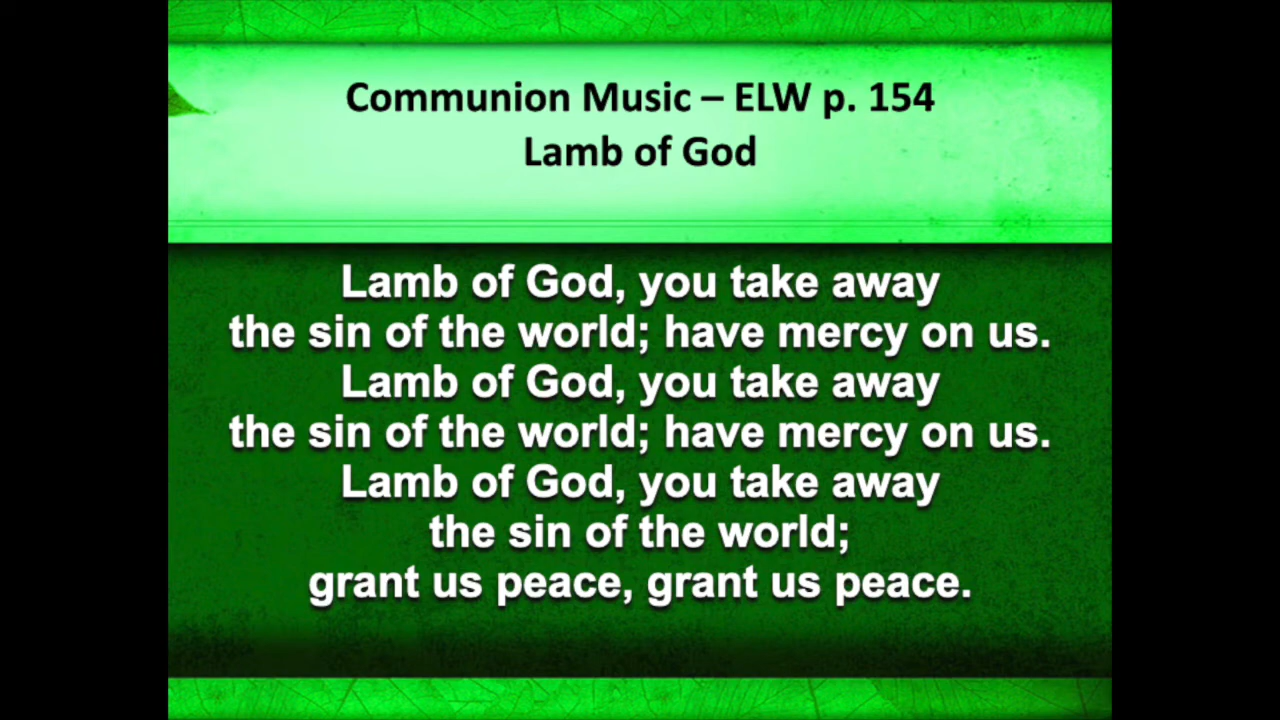 Communion Music – ELW p. 154
Lamb of God
Lamb of God, you take away
the sin of the world; have mercy on us.
Lamb of God, you take away
the sin of the world; have mercy on us.
Lamb of God, you take away
the sin of the world;
grant us peace, grant us peace.